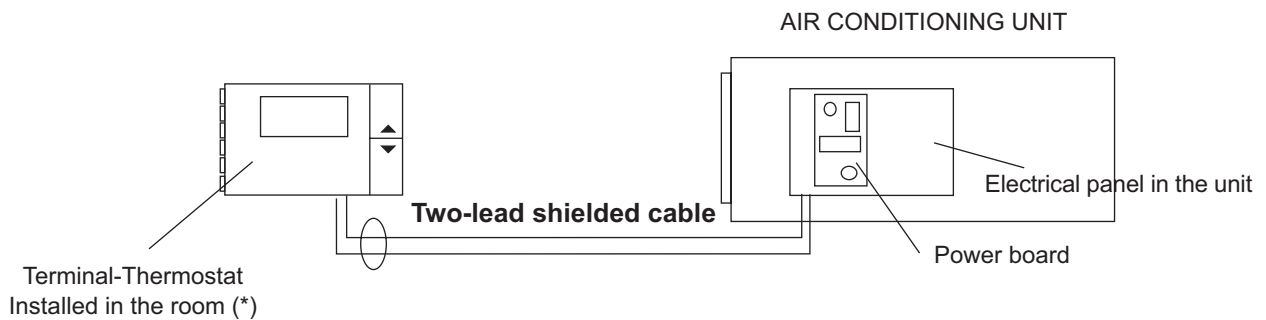 AIR CONDITIONING UNIT
Electrical panel in the unit
Two-lead shielded cable
Power board
Terminal-Thermostat
Installed in the room (*)